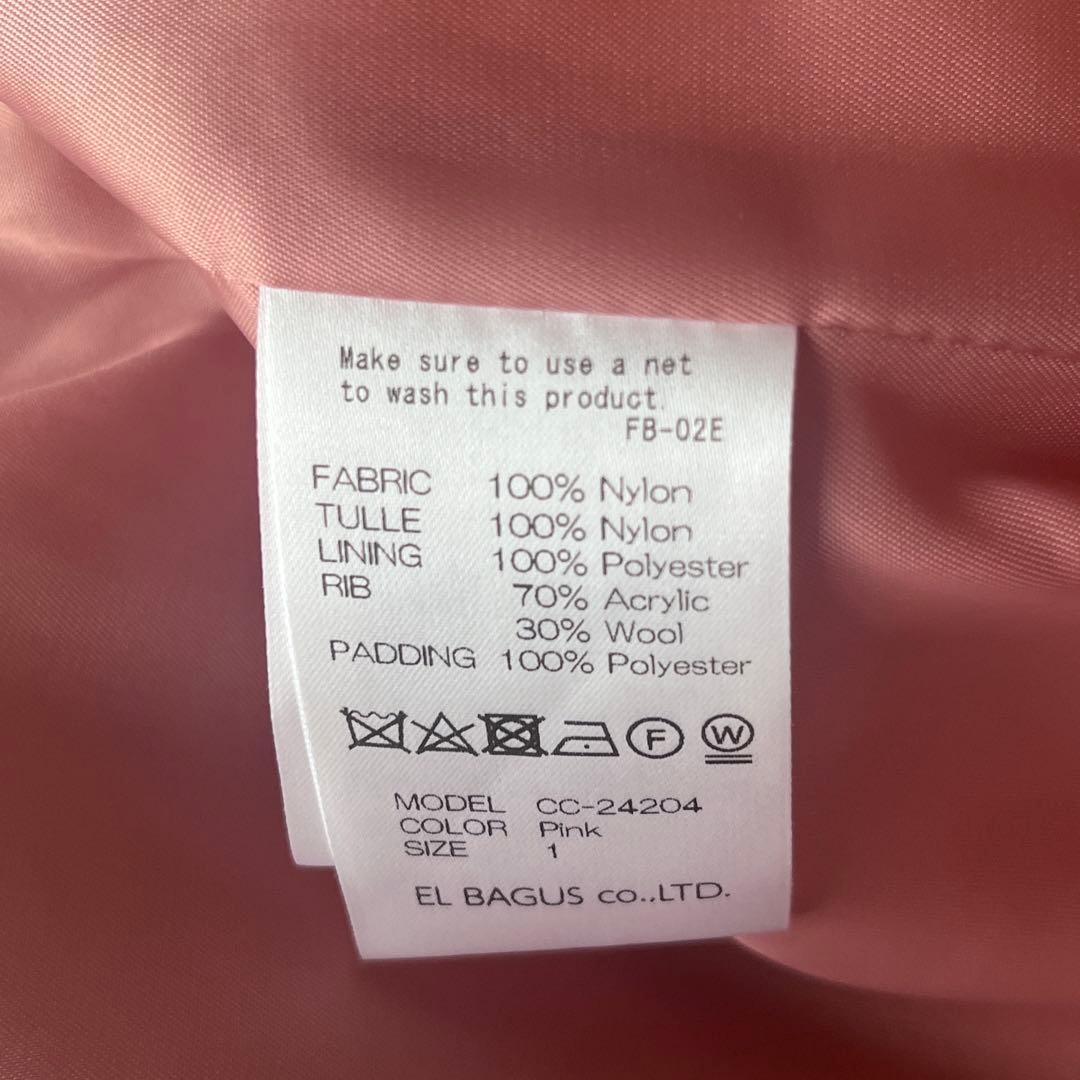 Make sure to use a net
to wash this product.
FB-02E
FABRIC 100% Nylon
TULLE 100% Nylon
LINING 100% Polyester
RIB 70% Acrylic
30% Wool
PADDING 100% Polyester
F W
MODEL CC-24204
COLOR Pink
SIZE 1
EL BAGUS co.,LTD.